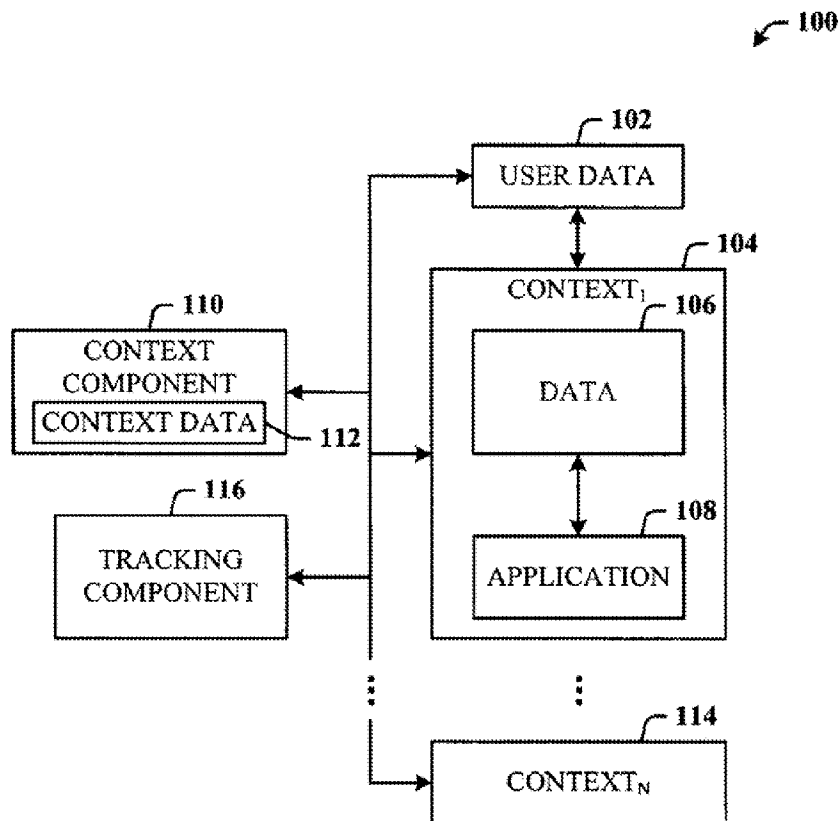 100
102
USER DATA
104
CONTEXT1
110
106
CONTEXT
COMPONENT
DATA
CONTEXT DATA
112
116
108
TRACKING
COMPONENT
APPLICATION
114
CONTEXTN